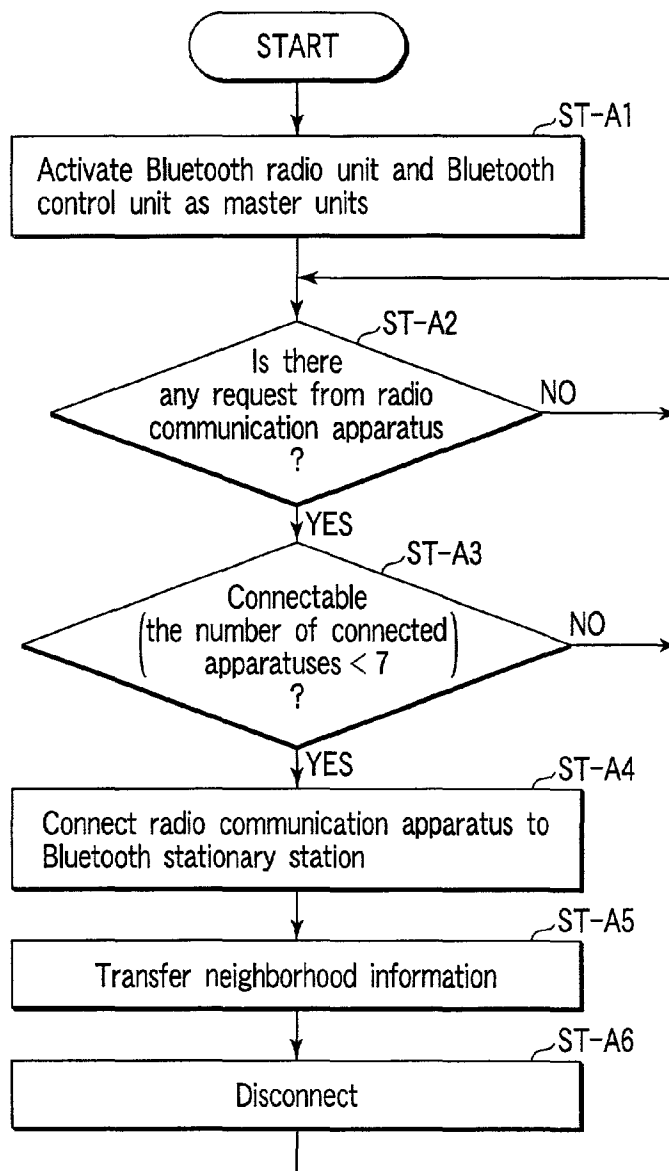 START
ST-A1
Activate Bluetooth radio unit and Bluetooth
control unit as master units
ST-A2
Is there
any request from radio
communication apparatus
?
NO
YES
ST-A3
Connectable
(the number of connected
apparatuses < 7)
?
NO
YES
ST-A4
Connect radio communication apparatus to
Bluetooth stationary station
ST-A5
Transfer neighborhood information
ST-A6
Disconnect